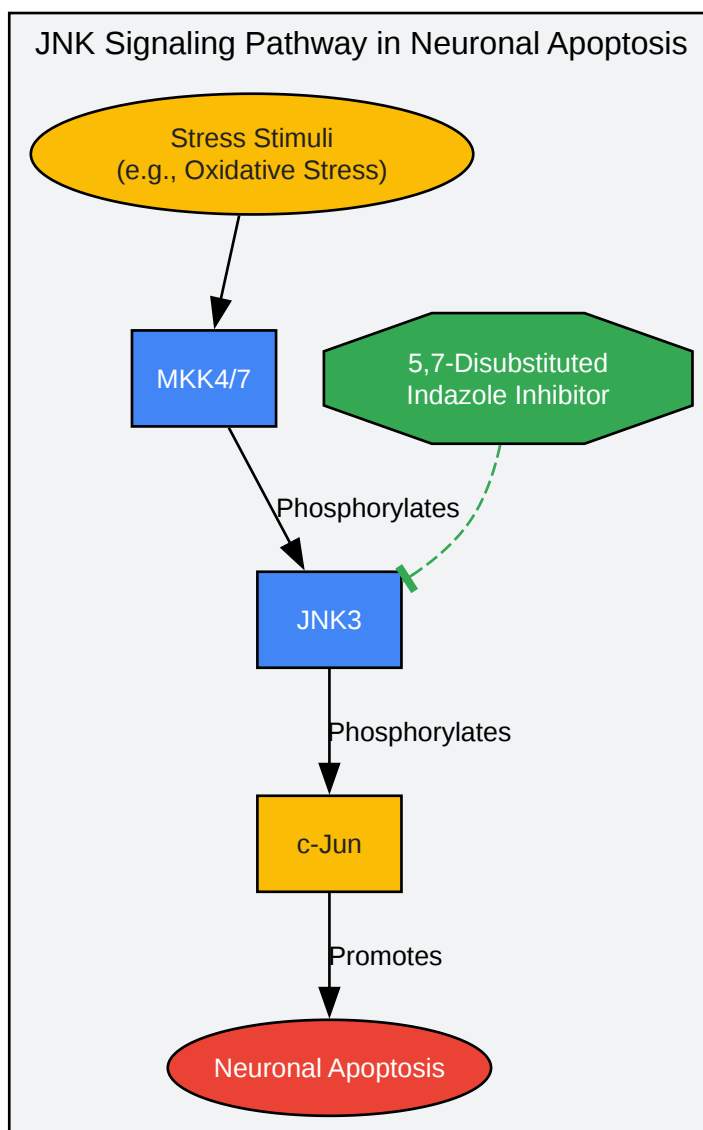 JNK Signaling Pathway in Neuronal Apoptosis
Stress Stimuli
(e.g., Oxidative Stress)
MKK4/7
5,7-Disubstituted
Indazole Inhibitor
Phosphorylates
JNK3
Phosphorylates
c-Jun
Promotes
Neuronal Apoptosis